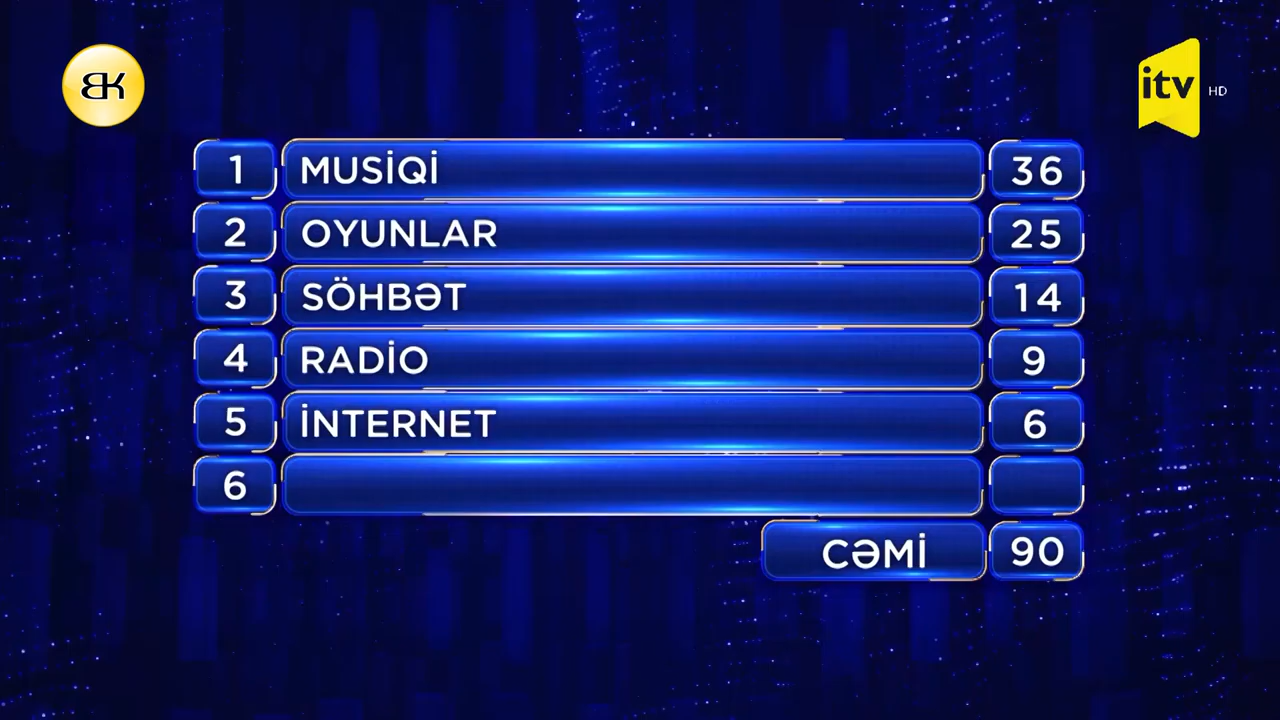 ƎK
itv HD
1 MUSİQİ 36
2 OYUNLAR 25
3 SÖHBƏT 14
4 RADİO 9
5 İNTERNET 6
6
CƏMİ 90